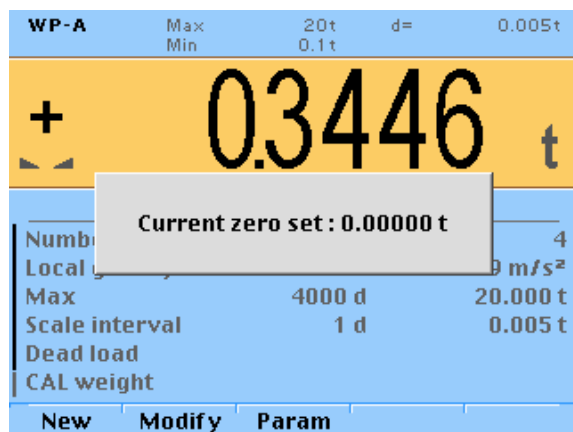 WP-A Max 20t d= 0.005t
Min 0.1t
+ 0.3446 t
Current zero set: 0.00000 t
4
Local 9 m/s²
Max 4000 d 20.000 t
Scale interval 1 d 0.005 t
Dead load
CAL weight
New Modify Param